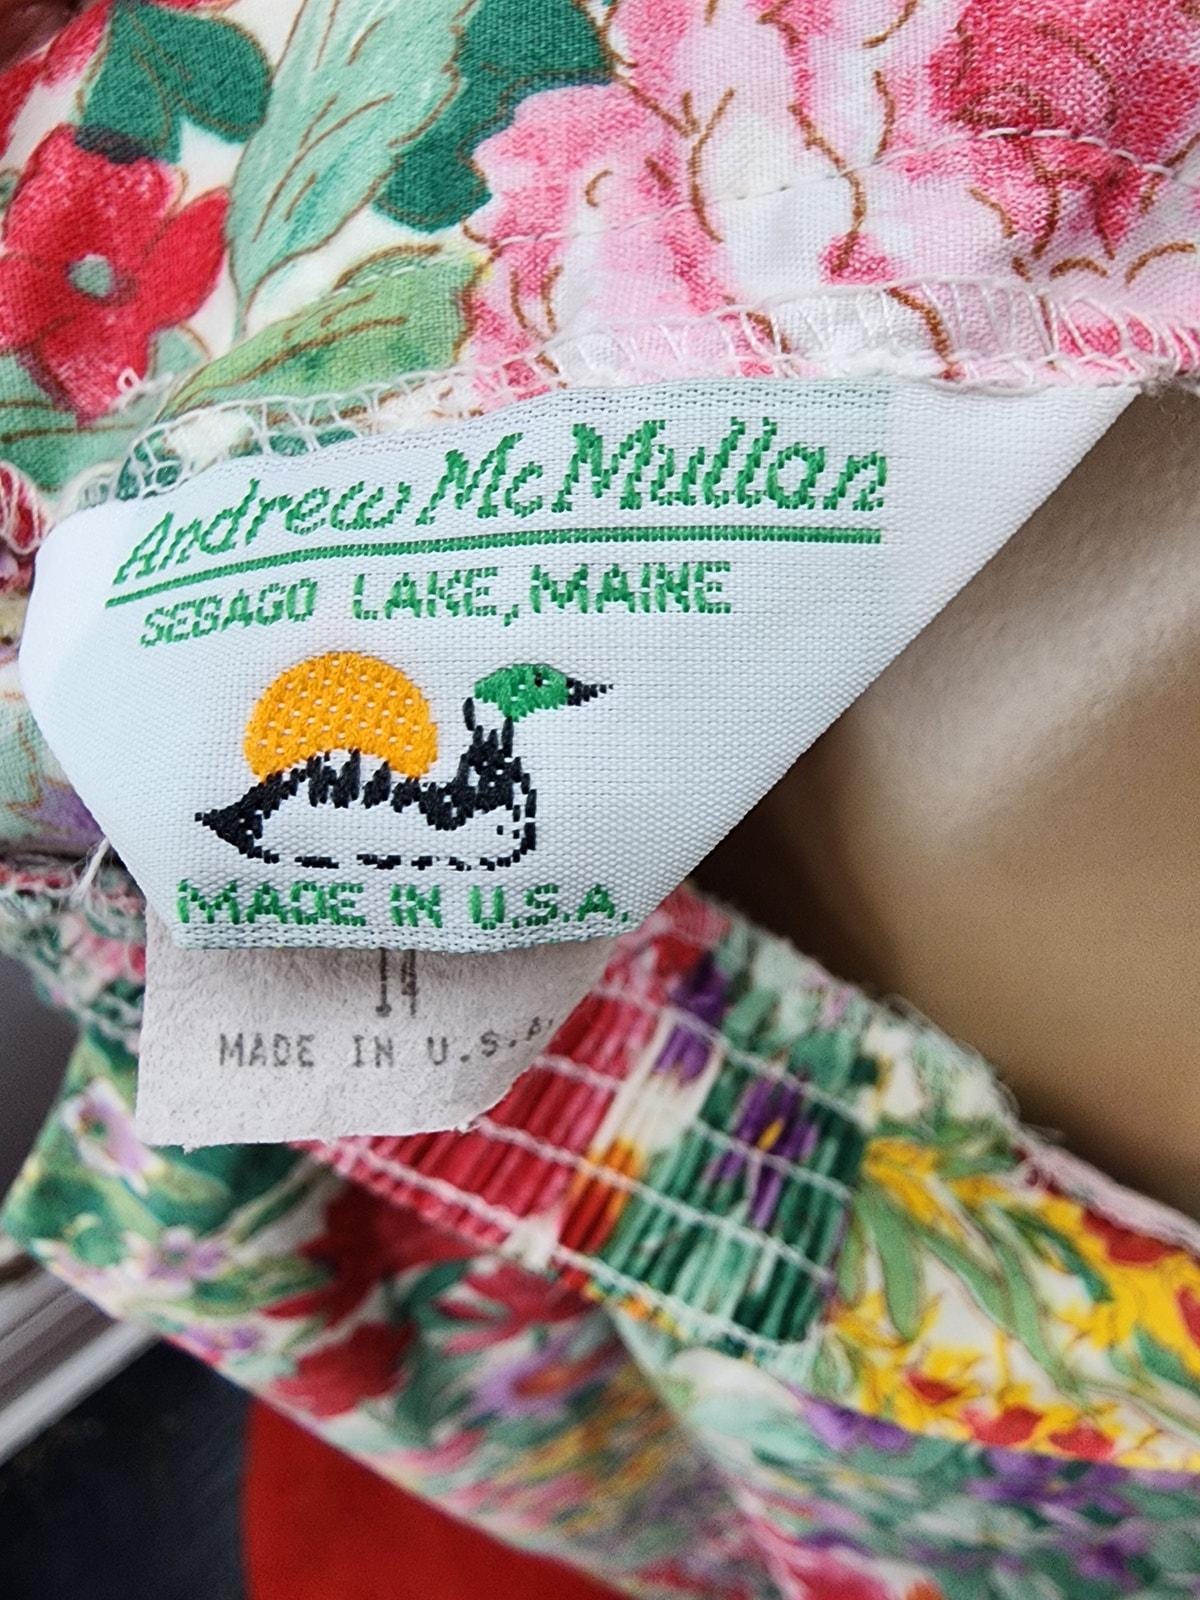 Andrew McMullan
SEBAGO LAKE, MAINE
MADE IN U.S.A.
14
MADE IN U.S.A.